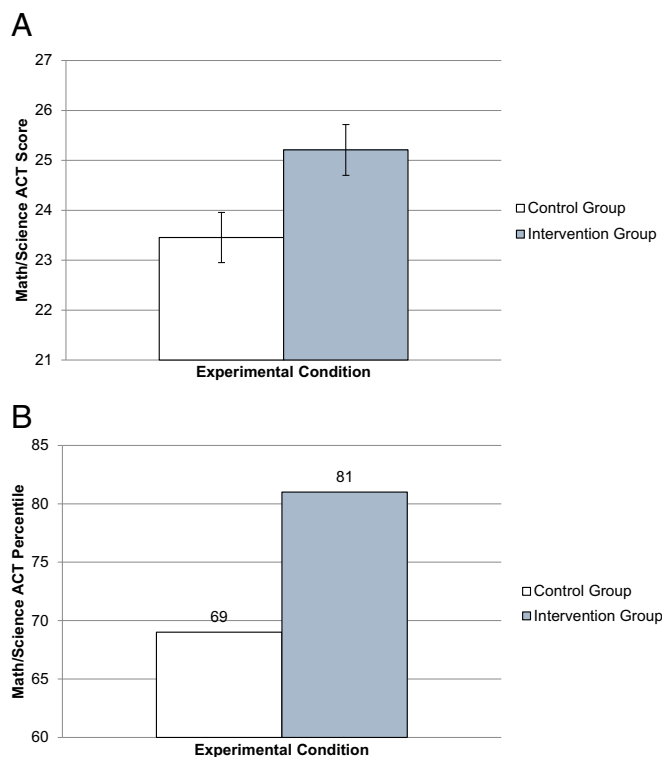 A
27
26
25
24
23
22
21
Math/Science ACT Score
Experimental Condition
Control Group
Intervention Group
B
85
80
75
70
65
60
Math/Science ACT Percentile
69
81
Experimental Condition
Control Group
Intervention Group